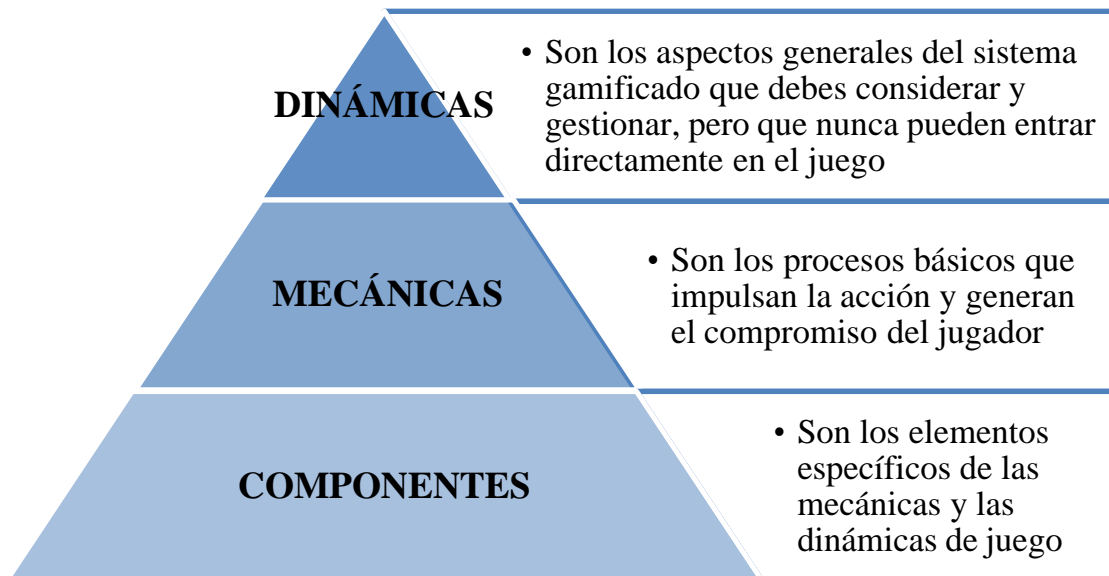 DINÁMICAS
• Son los aspectos generales del sistema
gamificado que debes considerar y
gestionar, pero que nunca pueden entrar
directamente en el juego
MECÁNICAS
• Son los procesos básicos que
impulsan la acción y generan
el compromiso del jugador
COMPONENTES
• Son los elementos
específicos de las
mecánicas y las
dinámicas de juego